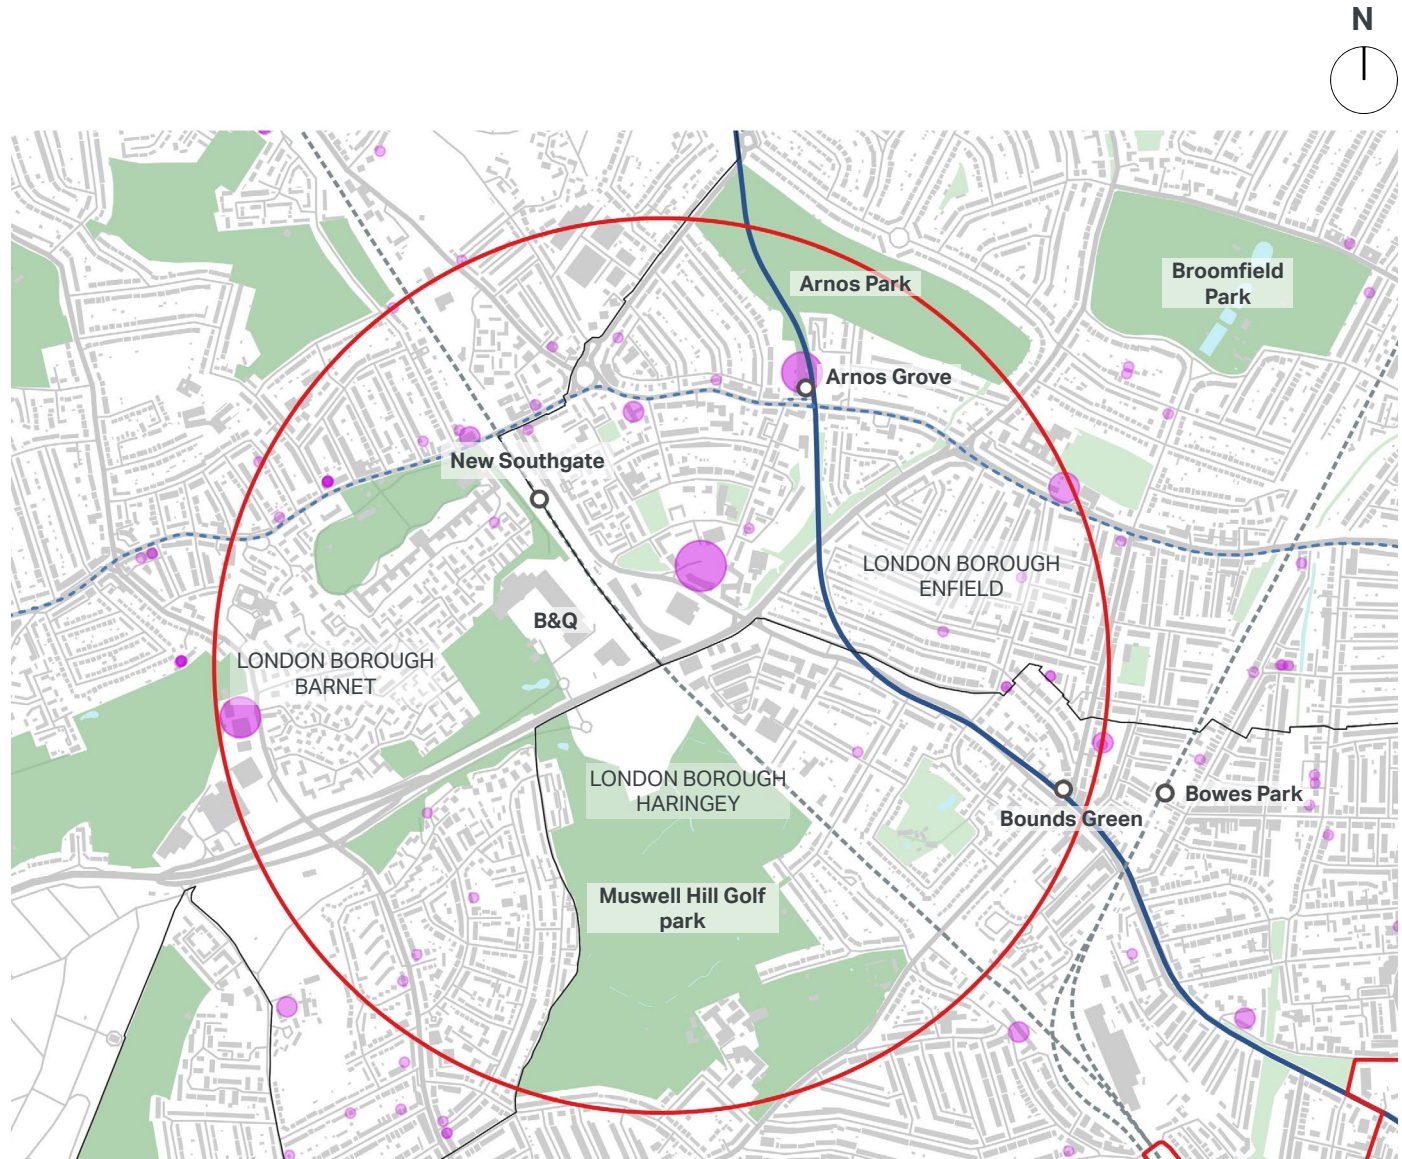 N
Arnos Park
Broomfield
Park
Arnos Grove
New Southgate
LONDON BOROUGH
ENFIELD
B&Q
LONDON BOROUGH
BARNET
LONDON BOROUGH
HARINGEY
Bowes Park
Bounds Green
Muswell Hill Golf
park